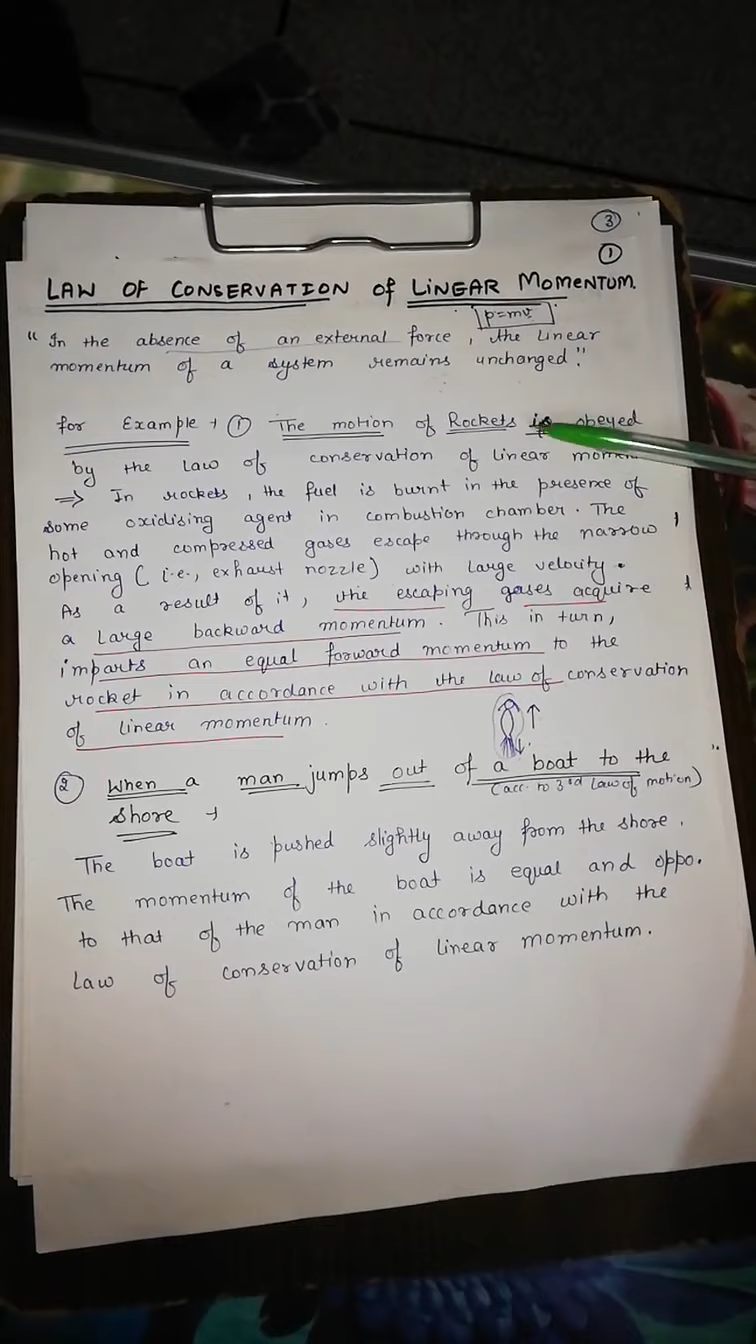 3
1
LAW OF CONSERVATION of LINEAR MOMENTUM.
p=mv
" In the absence of an external force, the linear
momentum of a system remains unchanged."
for Example → ① The motion of Rockets is obeyed
by the law of conservation of linear
⇒ In rockets, the fuel is burnt in the presence of
some oxidising agent in combustion chamber. The
hot and compressed gases escape through the narrow
opening (i.e., exhaust nozzle) with large velocity.
As a result of it, the escaping gases acquire
a Large backward momentum. This in turn,
imparts an equal forward momentum to the
rocket in accordance with the law of conservation
of linear momentum.
② When a man jumps out of a boat to the
(acc. to 3rd Law of motion)
shore →
The boat is pushed slightly away from the shore.
The momentum of the boat is equal and oppo.
to that of the man in accordance with the
Law of conservation of linear momentum.